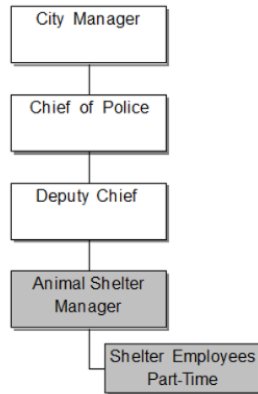 City Manager
Chief of Police
Deputy Chief
Animal Shelter
Manager
Shelter Employees
Part-Time